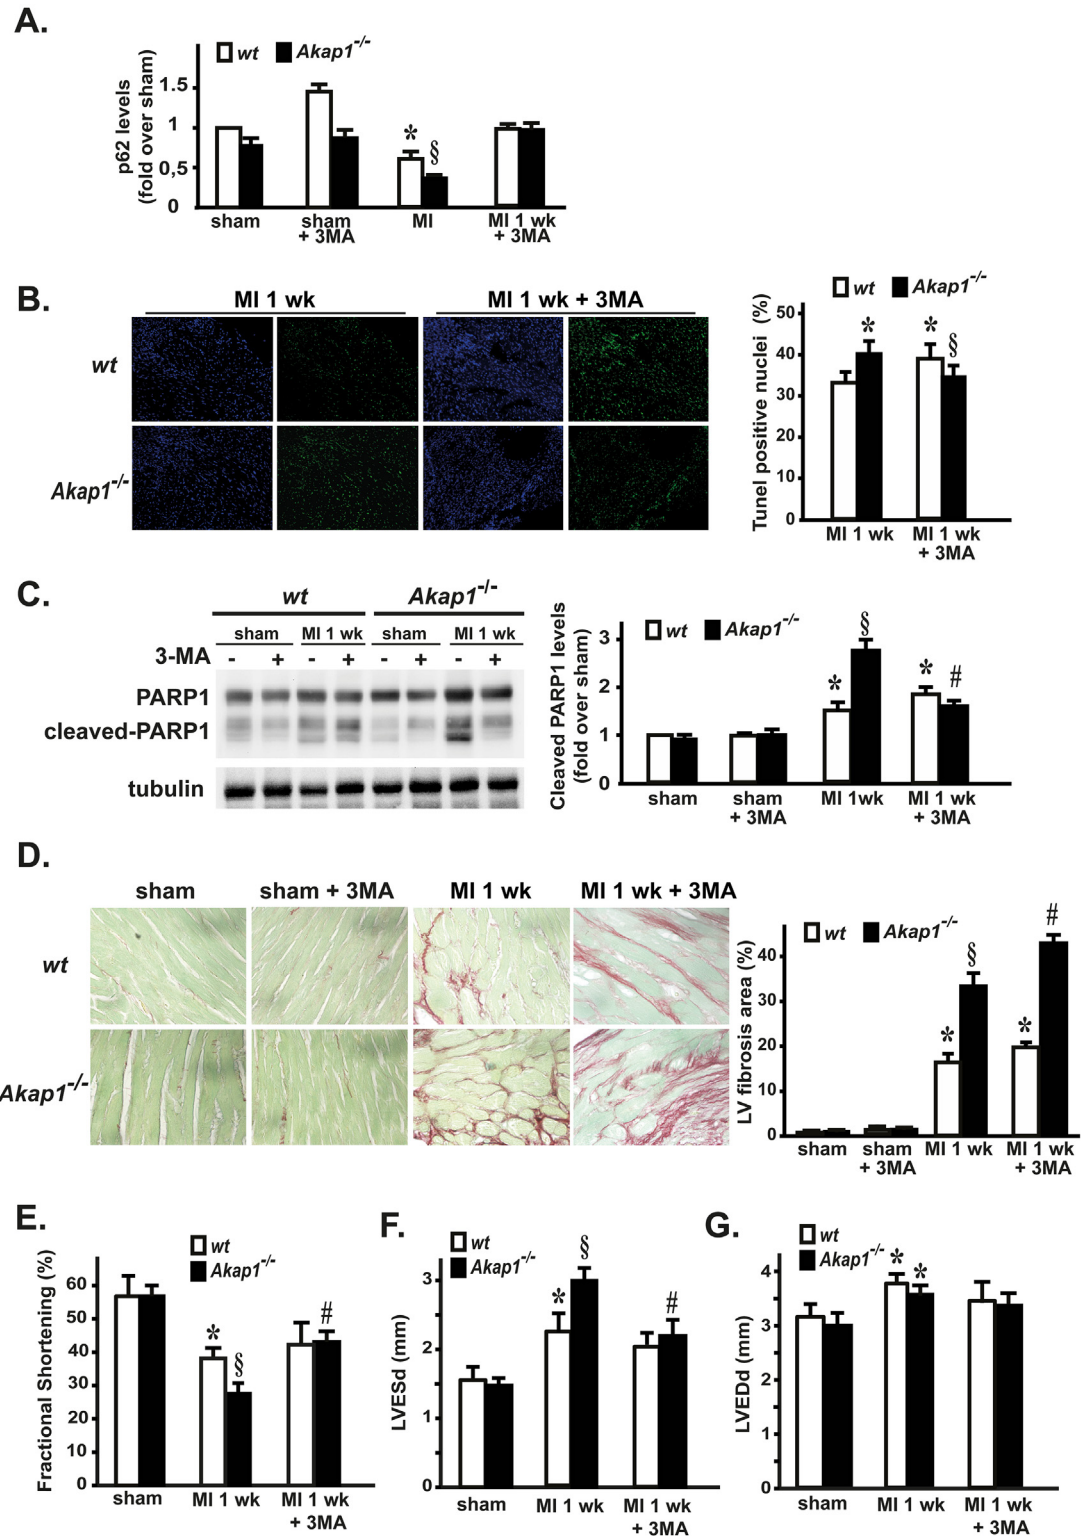 A.
wt Akap1-/-
p62 levels
(fold over sham)
1.5
1
0,5
0
*
§
sham
sham
+ 3MA
MI
MI 1 wk
+ 3MA
B.
MI 1 wk
MI 1 wk + 3MA
wt
Akap1-/-
wt Akap1-/-
Tunel positive nuclei (%)
50
40
30
20
10
0
*
*
§
MI 1 wk
MI 1 wk
+ 3MA
C.
wt
Akap1-/-
sham
MI 1 wk
sham
MI 1 wk
3-MA - + - + - + - +
PARP1
cleaved-PARP1
tubulin
wt Akap1-/-
Cleaved PARP1 levels
(fold over sham)
3
2
1
0
*
§
*
#
sham
sham
+ 3MA
MI 1wk
MI 1 wk
+ 3MA
D.
sham
sham + 3MA
MI 1 wk
MI 1 wk + 3MA
wt
Akap1-/-
wt Akap1-/-
LV fibrosis area (%)
40
30
20
10
0
*
§
*
#
sham
sham
+ 3MA
MI 1 wk
MI 1 wk
+ 3MA
E.
wt
Akap1-/-
Fractional Shortening (%)
60
50
40
30
20
10
0
*
§
#
sham
MI 1 wk
MI 1 wk
+ 3MA
F.
wt
Akap1-/-
LVESd (mm)
3
2
1
0
*
§
#
sham
MI 1 wk
MI 1 wk
+ 3MA
G.
wt
Akap1-/-
LVEDd (mm)
4
3
2
1
0
*
*
sham
MI 1 wk
MI 1 wk
+ 3MA